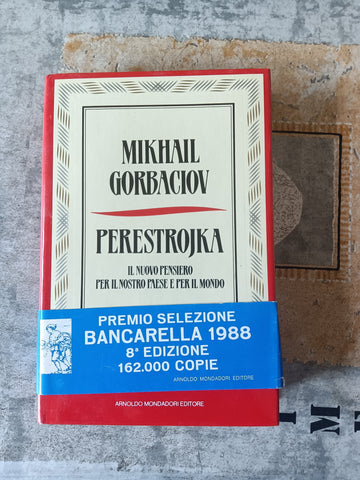 MIKHAIL
GORBACIOV
PERESTROJKA
IL NUOVO PENSIERO
PER IL NOSTRO PAESE E PER IL MONDO
PREMIO SELEZIONE
BANCARELLA 1988
8ª EDIZIONE
162.000 COPIE
ARNOLDO MONDADORI EDITORE
ARNOLDO MONDADORI EDITORE